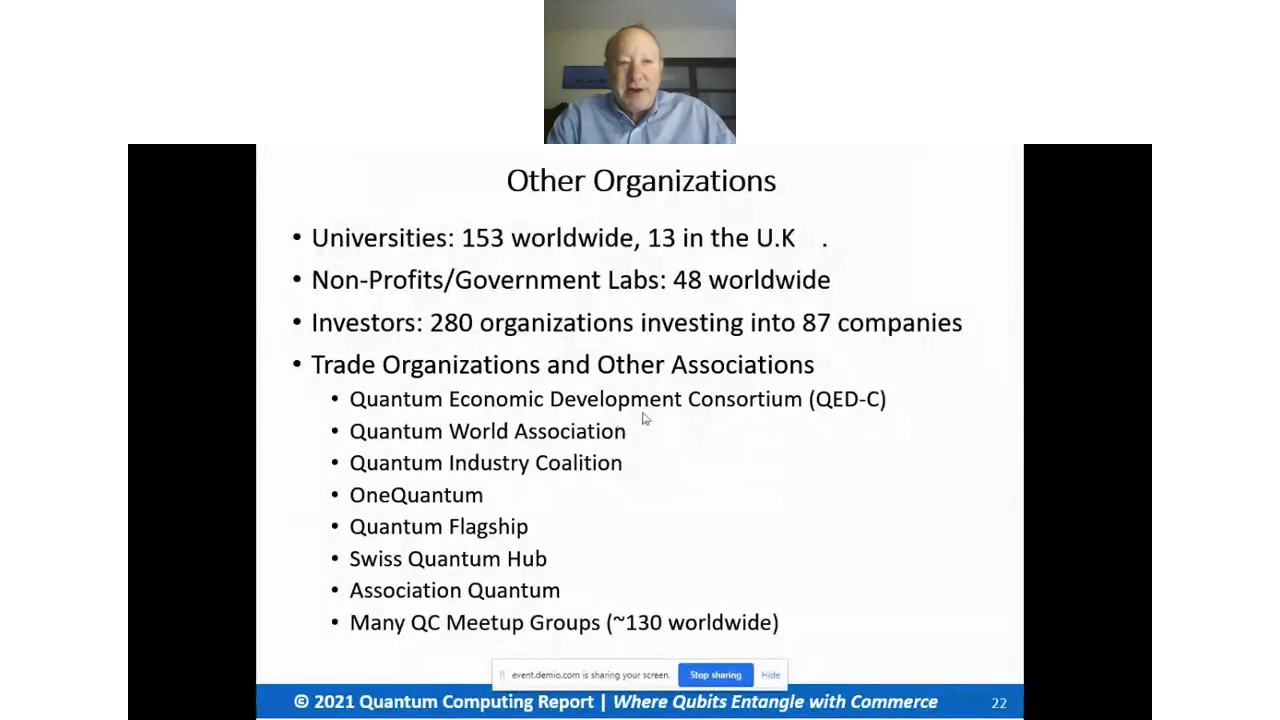 Other Organizations
• Universities: 153 worldwide, 13 in the U.K .
• Non-Profits/Government Labs: 48 worldwide
• Investors: 280 organizations investing into 87 companies
• Trade Organizations and Other Associations
• Quantum Economic Development Consortium (QED-C)
• Quantum World Association
• Quantum Industry Coalition
• OneQuantum
• Quantum Flagship
• Swiss Quantum Hub
• Association Quantum
• Many QC Meetup Groups (~130 worldwide)
event.demio.com is sharing your screen. Stop sharing Hide
© 2021 Quantum Computing Report | Where Qubits Entangle with Commerce 22